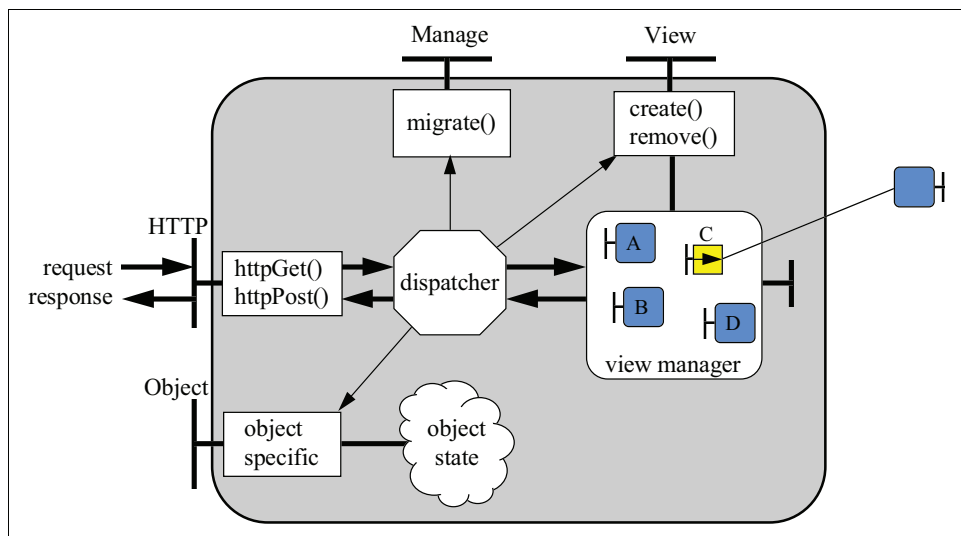 Manage
View
migrate()
create()
remove()
HTTP
request
response
httpGet()
httpPost()
dispatcher
A
C
B
D
view manager
Object
object
specific
object
state